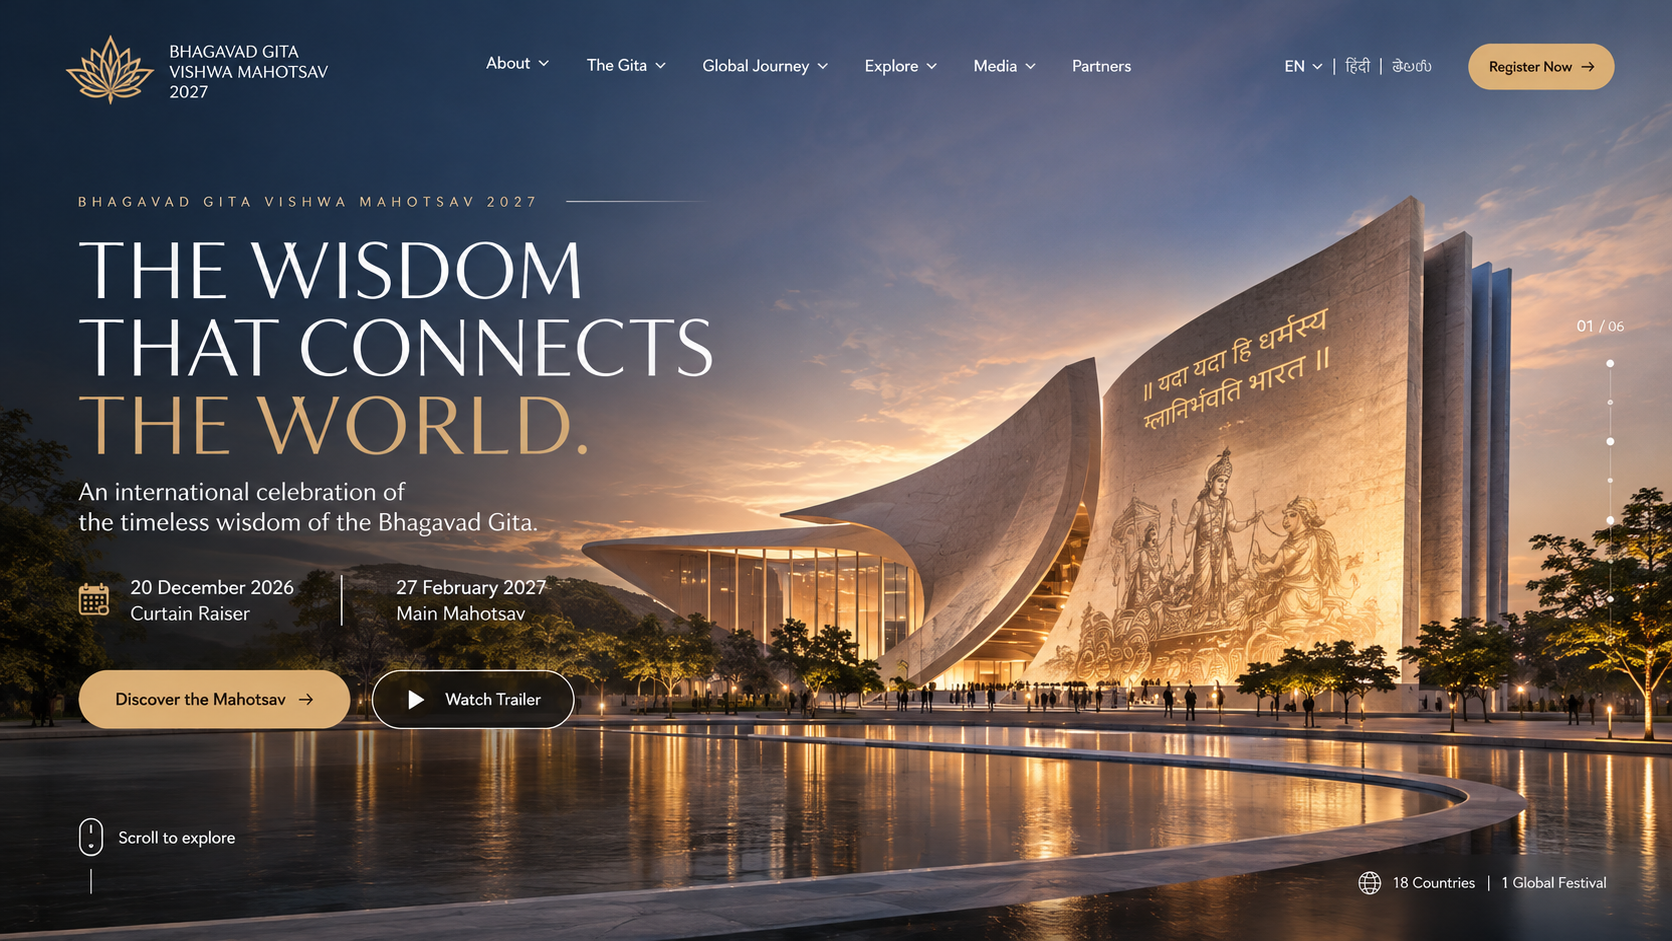 BHAGAVAD GITA
VISHWA MAHOTSAV
2027
About
The Gita
Global Journey
Explore
Media
Partners
EN | हिंदी |
Register Now →
BHAGAVAD GITA VISHWA MAHOTSAV 2027
THE WISDOM
THAT CONNECTS
THE WORLD.
An international celebration of
the timeless wisdom of the Bhagavad Gita.
20 December 2026
Curtain Raiser
27 February 2027
Main Mahotsav
Discover the Mahotsav →
Watch Trailer
॥ यदा यदा हि धर्मस्य
ग्लानिर्भवति भारत ॥
01 / 06
Scroll to explore
18 Countries | 1 Global Festival